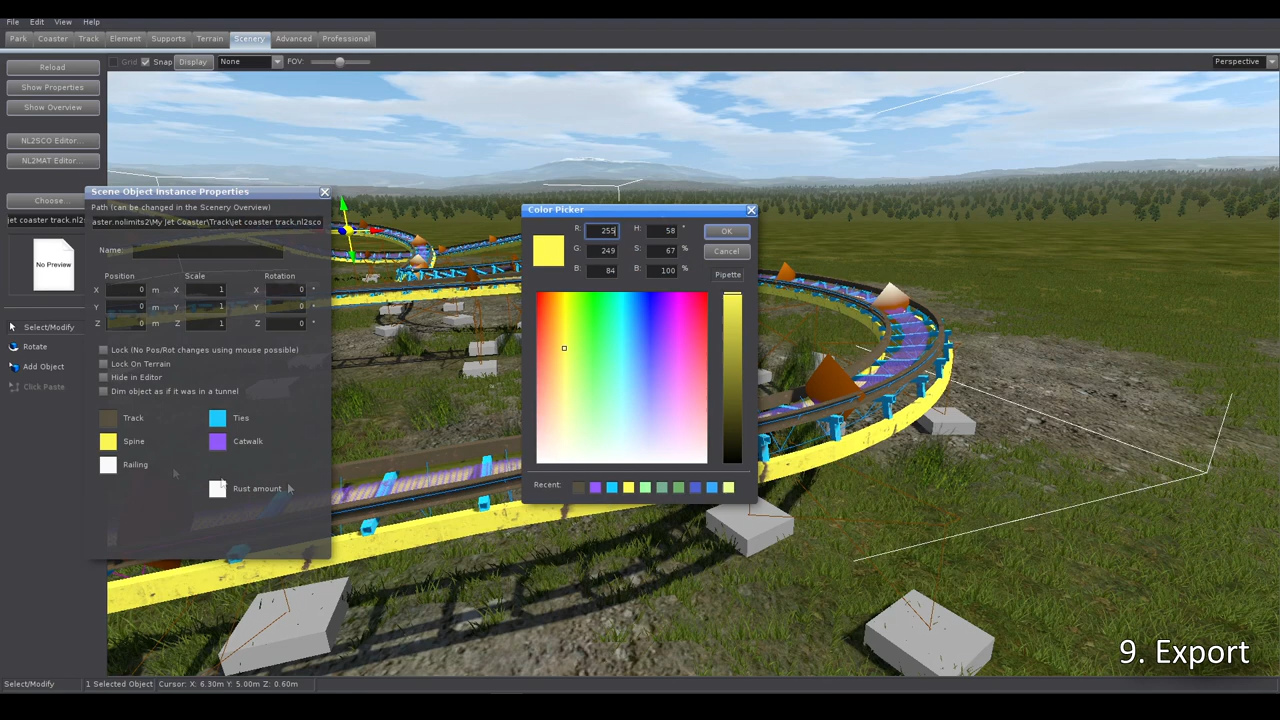 File Edit View Help
Park Coaster Track Element Supports Terrain Scenery Advanced Professional
Reload
Grid Snap Display None FOV: Perspective
Show Properties
Show Overview
NL2SCO Editor...
NL2MAT Editor...
Choose...
jet coaster track.nl2
No Preview
Select/Modify
Rotate
Add Object
Click Paste
Scene Object Instance Properties
Path (can be changed in the Scenery Overview)
aster.nolimits2\My Jet Coaster\Track\jet coaster track.nl2sco
Name:
Position Scale Rotation
X 0 m X 1 X 0 °
Y 0 m Y 1 Y 0 °
Z 0 m Z 1 Z 0 °
Lock (No Pos/Rot changes using mouse possible)
Lock On Terrain
Hide in Editor
Dim object as if it was in a tunnel
Track Ties
Spine Catwalk
Railing
Rust amount
Color Picker
R: 255 H: 58 ° OK
G: 249 S: 67 % Cancel
B: 84 B: 100 % Pipette
Recent:
9. Export
Select/Modify 1 Selected Object Cursor: X: 6.30m Y: 5.00m Z: 0.60m